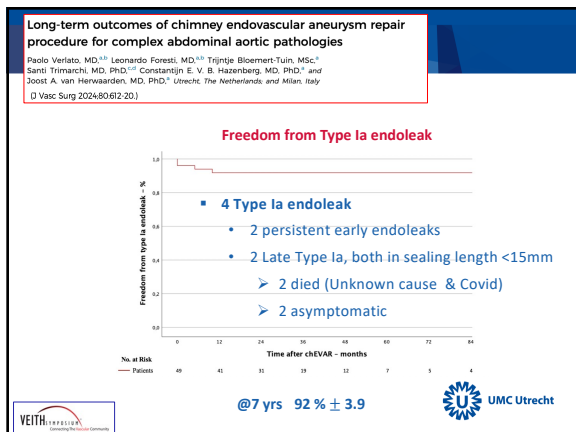 Long-term outcomes of chimney endovascular aneurysm repair
procedure for complex abdominal aortic pathologies
Paolo Verlato, MD,a,b Leonardo Foresti, MD,a,b Trijntje Bloemert-Tuin, MSc,a
Santi Trimarchi, MD, PhD,c,d Constantijn E. V. B. Hazenberg, MD, PhD,a and
Joost A. van Herwaarden, MD, PhD,a Utrecht, The Netherlands; and Milan, Italy
(J Vasc Surg 2024;80:612-20.)
Freedom from Type Ia endoleak
Freedom from type Ia endoleak – %
1,0
0,8
0,6
0,4
0,2
0,0
▪ 4 Type Ia endoleak
• 2 persistent early endoleaks
• 2 Late Type Ia, both in sealing length <15mm
➢ 2 died (Unknown cause & Covid)
➢ 2 asymptomatic
0 12 24 36 48 60 72 84
Time after chEVAR – months
No. at Risk
Patients 49 41 31 19 12 7 5 4
@7 yrs 92 % ± 3.9
UMC Utrecht
VEITHSYMPOSIUM
Connecting The Vascular Community